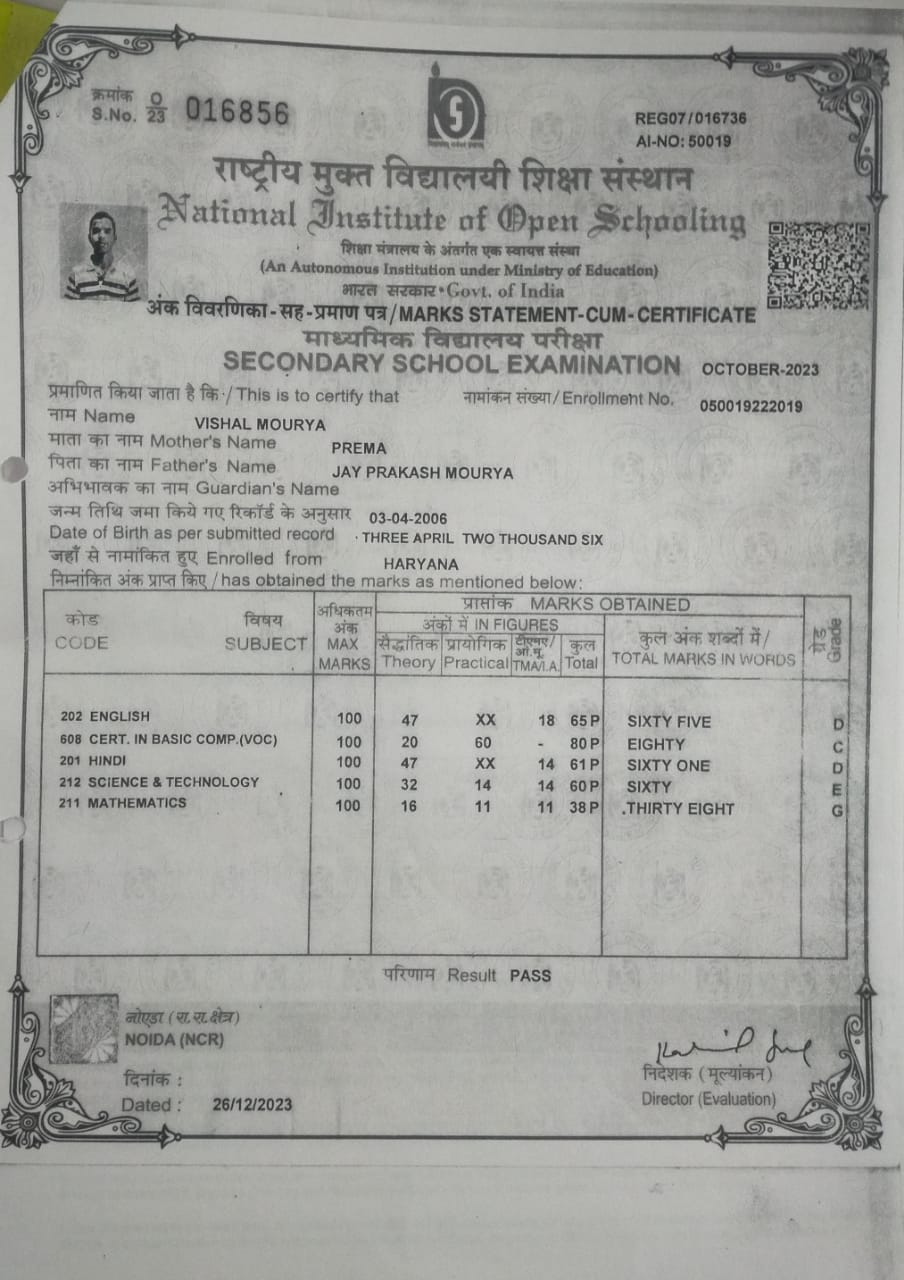 क्रमांक
S.No. O/23 016856
REG07/016736
AI-NO: 50019
राष्ट्रीय मुक्त विद्यालयी शिक्षा संस्थान
National Institute of Open Schooling
शिक्षा मंत्रालय के अंतर्गत एक स्वायत्त संस्था
(An Autonomous Institution under Ministry of Education)
भारत सरकार•Govt. of India
अंक विवरणिका-सह-प्रमाण पत्र/MARKS STATEMENT-CUM-CERTIFICATE
माध्यमिक विद्यालय परीक्षा
SECONDARY SCHOOL EXAMINATION OCTOBER-2023
प्रमाणित किया जाता है कि/This is to certify that नामांकन संख्या/Enrollment No. 050019222019
नाम Name VISHAL MOURYA
माता का नाम Mother's Name PREMA
पिता का नाम Father's Name JAY PRAKASH MOURYA
अभिभावक का नाम Guardian's Name
जन्म तिथि जमा किये गए रिकॉर्ड के अनुसार 03-04-2006
Date of Birth as per submitted record THREE APRIL TWO THOUSAND SIX
जहाँ से नामांकित हुए Enrolled from HARYANA
निम्नांकित अंक प्राप्त किए/has obtained the marks as mentioned below:
कोड CODE
विषय SUBJECT
अधिकतम अंक MAX MARKS
प्राप्तांक MARKS OBTAINED
अंकों में IN FIGURES
सैद्धांतिक Theory
प्रायोगिक Practical
टीएमए/आं.मू. TMA/I.A.
कुल Total
कुल अंक शब्दों में/TOTAL MARKS IN WORDS
ग्रेड Grade
202 ENGLISH 100 47 XX 18 65P SIXTY FIVE D
608 CERT. IN BASIC COMP.(VOC) 100 20 60 - 80P EIGHTY C
201 HINDI 100 47 XX 14 61P SIXTY ONE D
212 SCIENCE & TECHNOLOGY 100 32 14 14 60P SIXTY E
211 MATHEMATICS 100 16 11 11 38P THIRTY EIGHT G
परिणाम Result PASS
नोएडा (रा.रा.क्षेत्र)
NOIDA (NCR)
दिनांक :
Dated : 26/12/2023
निदेशक (मूल्यांकन)
Director (Evaluation)